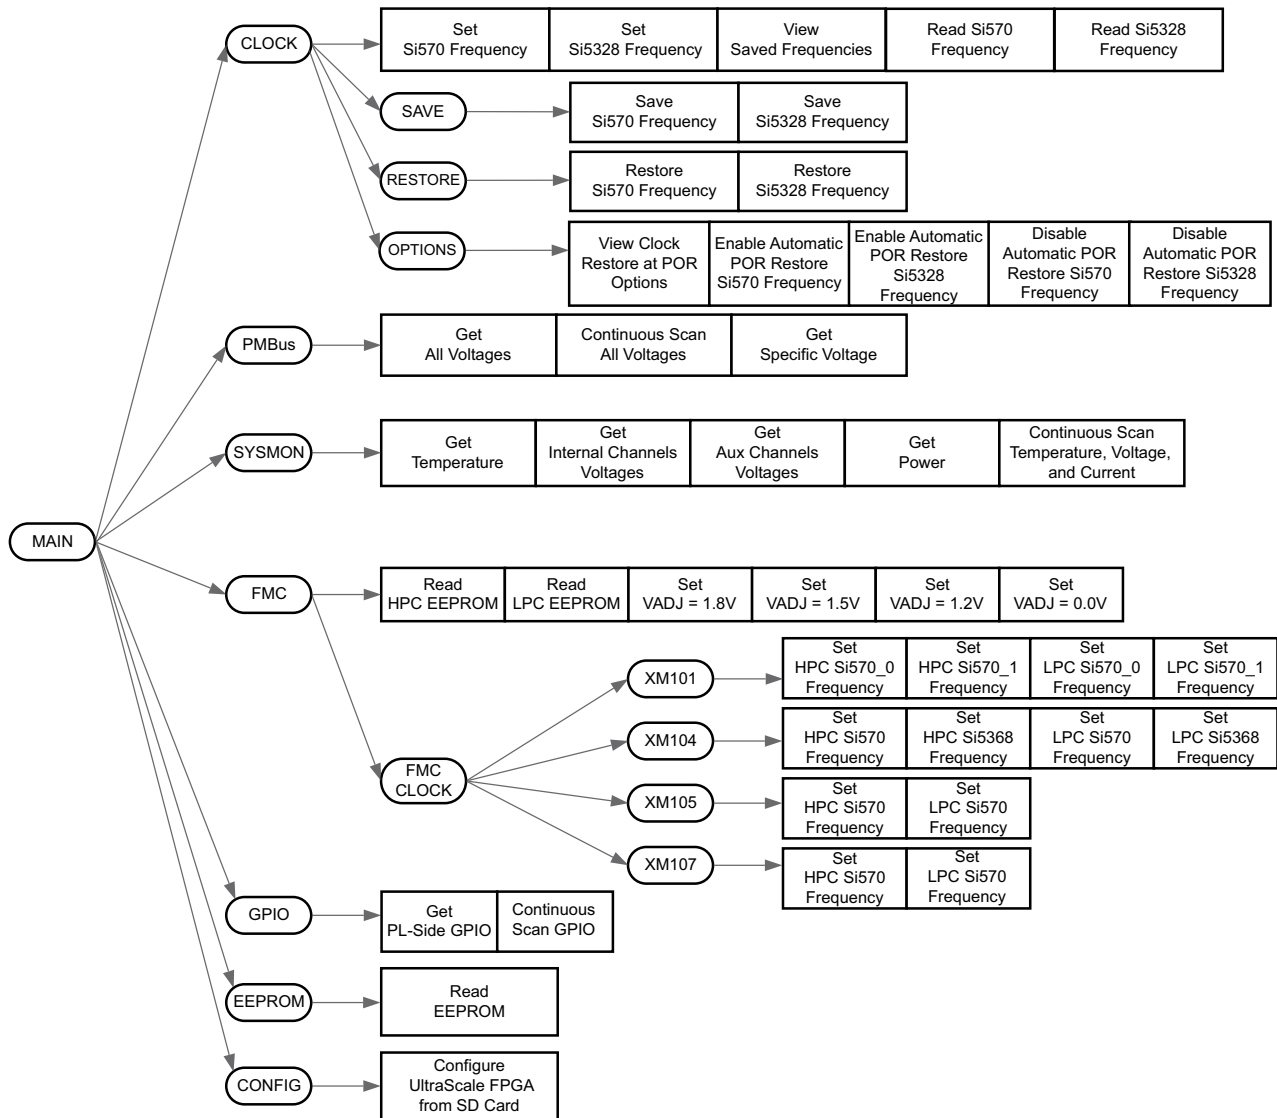 CLOCK
Set
Si570 Frequency
Set
Si5328 Frequency
View
Saved Frequencies
Read Si570
Frequency
Read Si5328
Frequency
SAVE
Save
Si570 Frequency
Save
Si5328 Frequency
RESTORE
Restore
Si570 Frequency
Restore
Si5328 Frequency
OPTIONS
View Clock
Restore at POR
Options
Enable Automatic
POR Restore
Si570 Frequency
Enable Automatic
POR Restore
Si5328
Frequency
Disable
Automatic POR
Restore Si570
Frequency
Disable
Automatic POR
Restore Si5328
Frequency
PMBus
Get
All Voltages
Continuous Scan
All Voltages
Get
Specific Voltage
SYSMON
Get
Temperature
Get
Internal Channels
Voltages
Get
Aux Channels
Voltages
Get
Power
Continuous Scan
Temperature, Voltage,
and Current
MAIN
FMC
Read
HPC EEPROM
Read
LPC EEPROM
Set
VADJ = 1.8V
Set
VADJ = 1.5V
Set
VADJ = 1.2V
Set
VADJ = 0.0V
XM101
Set
HPC Si570_0
Frequency
Set
HPC Si570_1
Frequency
Set
LPC Si570_0
Frequency
Set
LPC Si570_1
Frequency
XM104
Set
HPC Si570
Frequency
Set
HPC Si5368
Frequency
Set
LPC Si570
Frequency
Set
LPC Si5368
Frequency
FMC
CLOCK
XM105
Set
HPC Si570
Frequency
Set
LPC Si570
Frequency
XM107
Set
HPC Si570
Frequency
Set
LPC Si570
Frequency
GPIO
Get
PL-Side GPIO
Continuous
Scan GPIO
EEPROM
Read
EEPROM
CONFIG
Configure
UltraScale FPGA
from SD Card